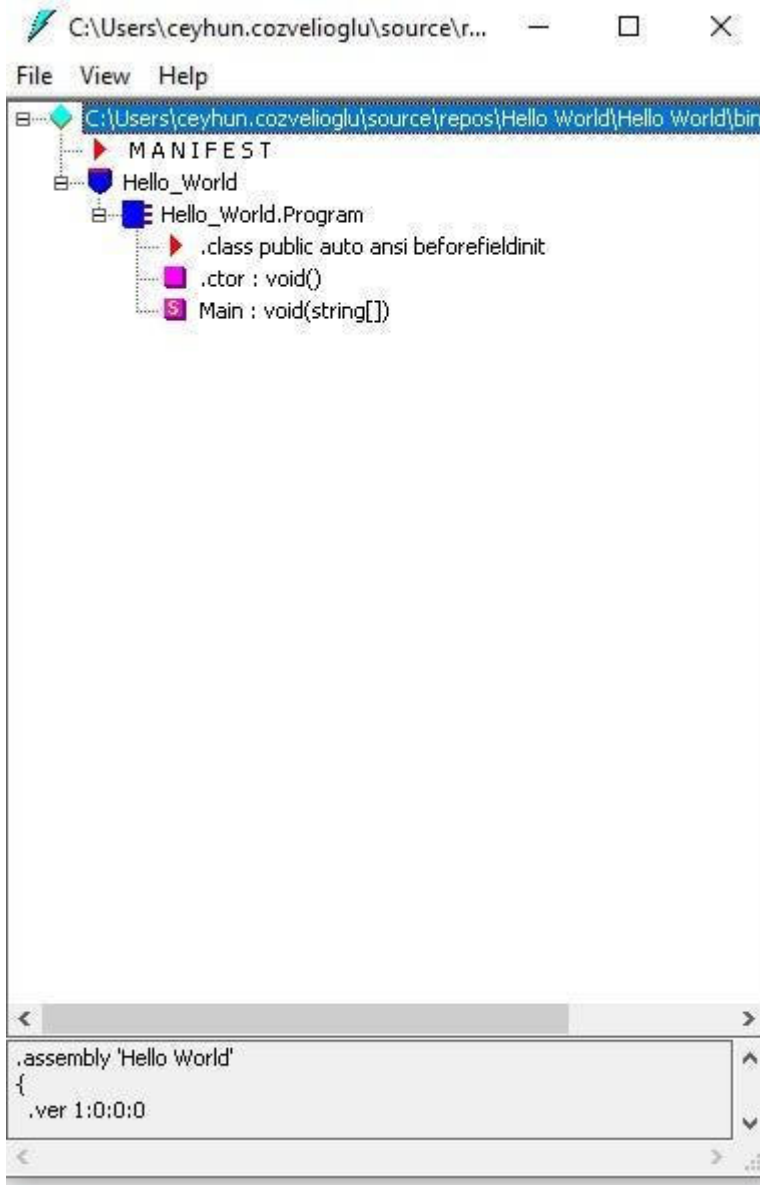 C:\Users\ceyhun.cozvelioglu\source\r...
File View Help
C:\Users\ceyhun.cozvelioglu\source\repos\Hello World\Hello World\bin
M A N I F E S T
Hello_World
Hello_World.Program
.class public auto ansi beforefieldinit
.ctor : void()
S Main : void(string[])
.assembly 'Hello World'
{
.ver 1:0:0:0